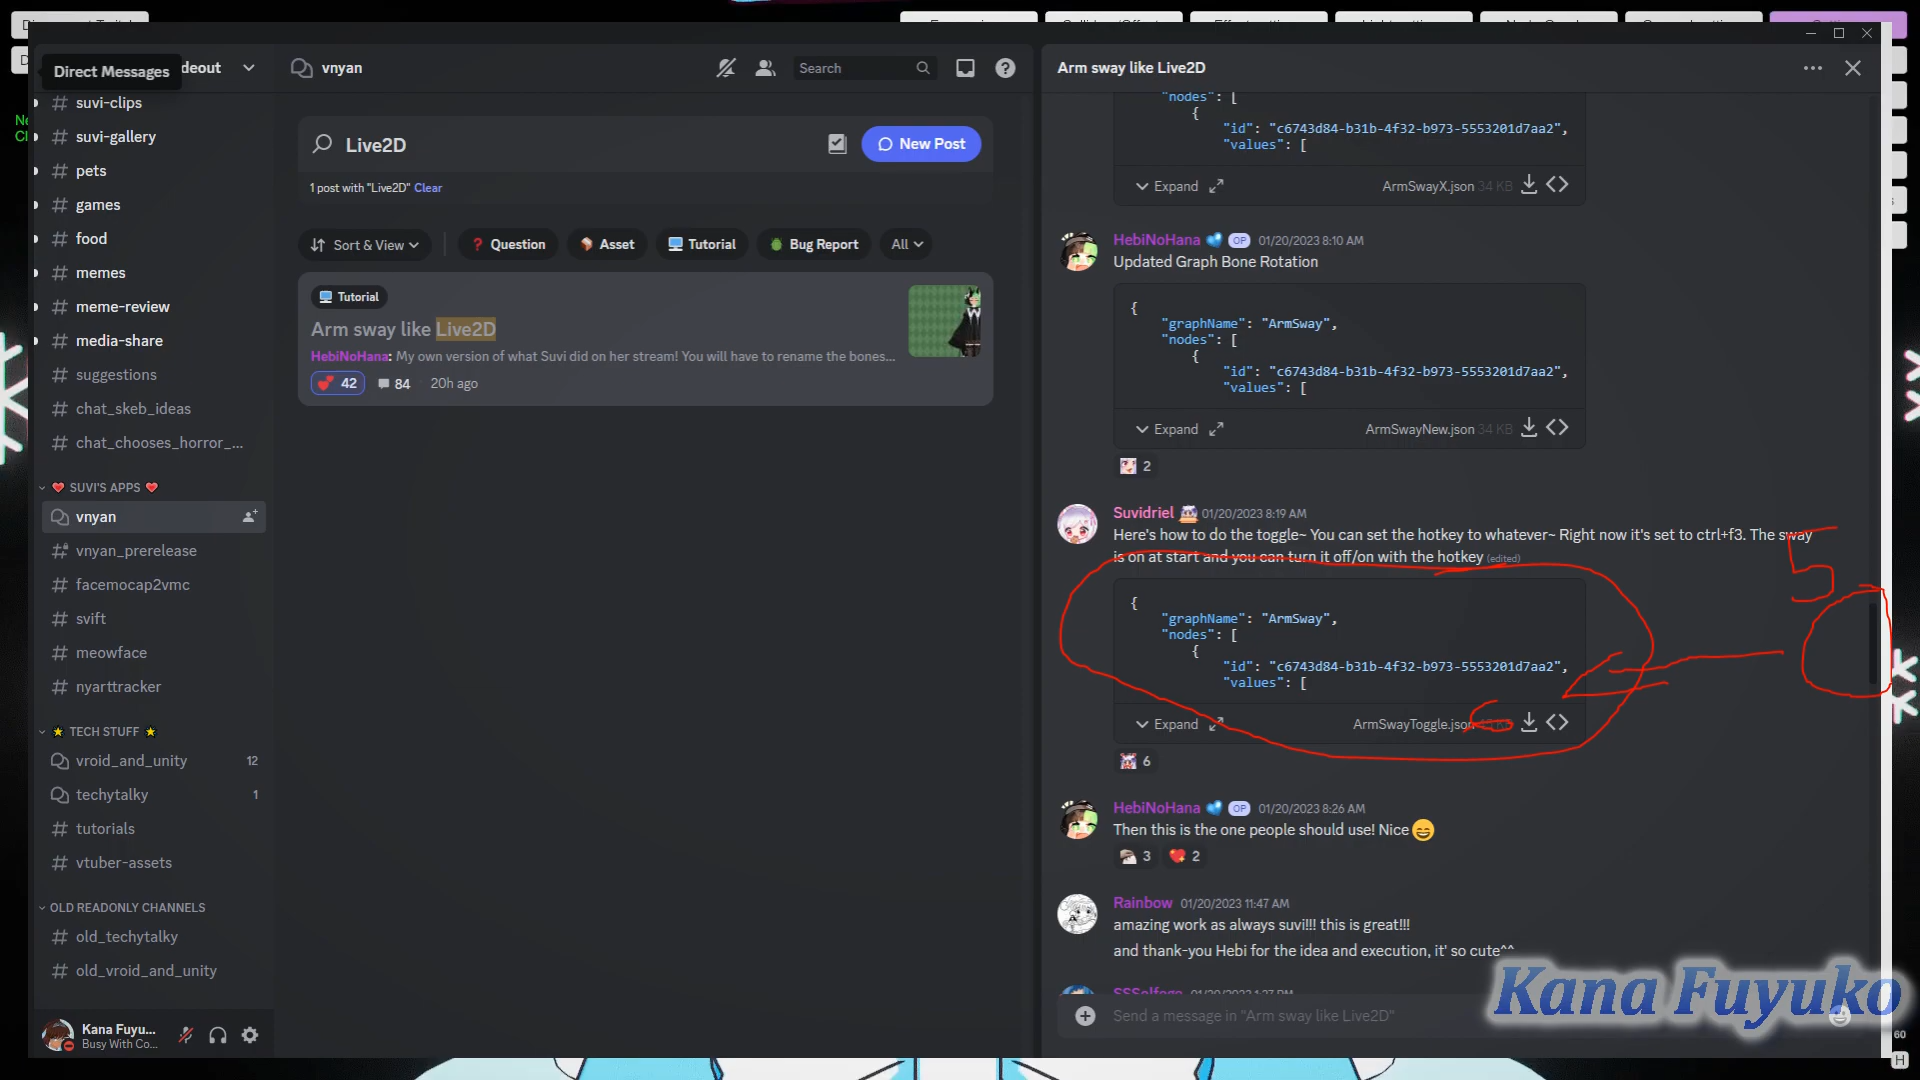 Direct Messages
deout
suvi-clips
suvi-gallery
pets
games
food
memes
meme-review
media-share
suggestions
chat_skeb_ideas
chat_chooses_horror_...
SUVI'S APPS
vnyan
vnyan_prerelease
facemocap2vmc
svift
meowface
nyarttracker
TECH STUFF
vroid_and_unity 12
techytalky 1
tutorials
vtuber-assets
OLD READONLY CHANNELS
old_techytalky
old_vroid_and_unity
Kana Fuyu...
Busy With Co...
vnyan
Search
Live2D
New Post
1 post with "Live2D" Clear
Sort & View
Question
Asset
Tutorial
Bug Report
All
Tutorial
Arm sway like Live2D
HebiNoHana: My own version of what Suvi did on her stream! You will have to rename the bones...
42 84 20h ago
Arm sway like Live2D
"nodes": [
{
"id": "c6743d84-b31b-4f32-b973-5553201d7aa2",
"values": [
Expand ArmSwayX.json 34 KB
HebiNoHana OP 01/20/2023 8:10 AM
Updated Graph Bone Rotation
{
"graphName": "ArmSway",
"nodes": [
{
"id": "c6743d84-b31b-4f32-b973-5553201d7aa2",
"values": [
Expand ArmSwayNew.json 34 KB
2
Suvidriel 01/20/2023 8:19 AM
Here's how to do the toggle~ You can set the hotkey to whatever~ Right now it's set to ctrl+f3. The sway
is on at start and you can turn it off/on with the hotkey (edited)
5
{
"graphName": "ArmSway",
"nodes": [
{
"id": "c6743d84-b31b-4f32-b973-5553201d7aa2",
"values": [
Expand ArmSwayToggle.json
6
HebiNoHana OP 01/20/2023 8:26 AM
Then this is the one people should use! Nice
3 2
Rainbow 01/20/2023 11:47 AM
amazing work as always suvi!!! this is great!!!
and thank-you Hebi for the idea and execution, it' so cute^^
Send a message in "Arm sway like Live2D"
Kana Fuyuko
60
H